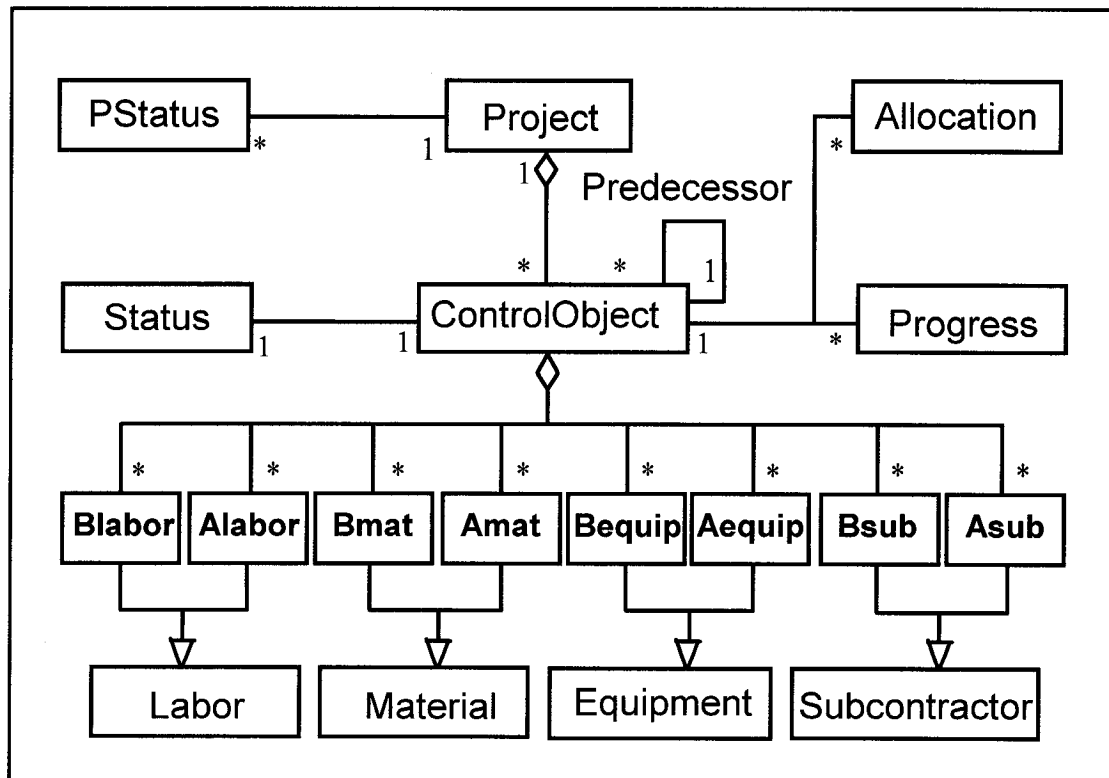 PStatus
Project
Allocation
*
1
*
1
Predecessor
*
*
1
Status
ControlObject
Progress
1
1
1
*
* * * * * * * *
Blabor Alabor Bmat Amat Bequip Aequip Bsub Asub
Labor Material Equipment Subcontractor